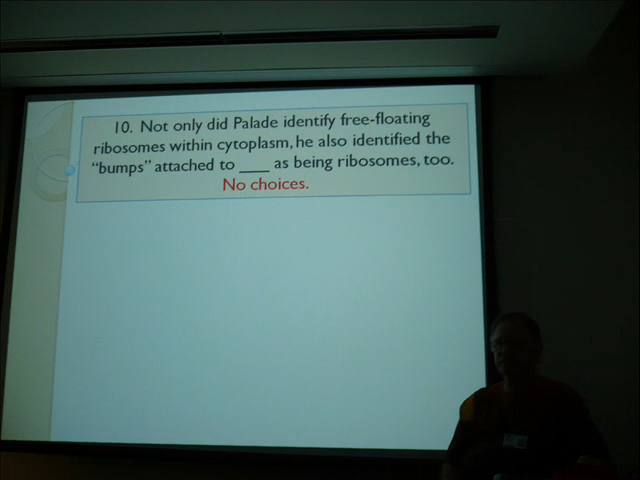 10. Not only did Palade identify free-floating
ribosomes within cytoplasm, he also identified the
“bumps” attached to ___ as being ribosomes, too.
No choices.